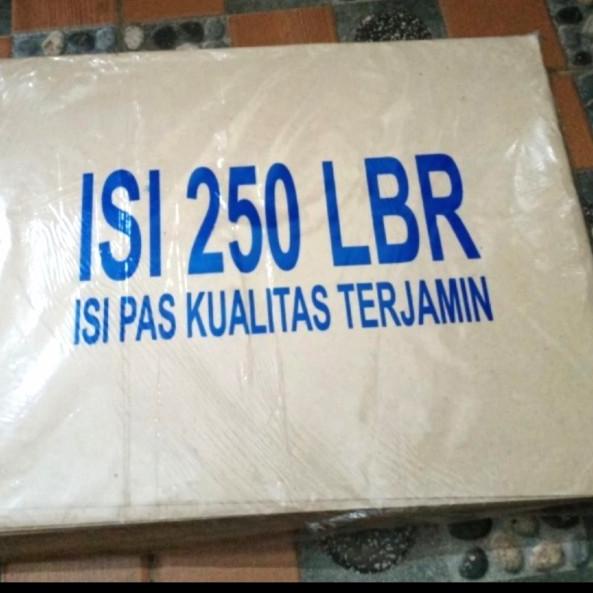 ISI 250 LBR
ISI PAS KUALITAS TERJAMIN